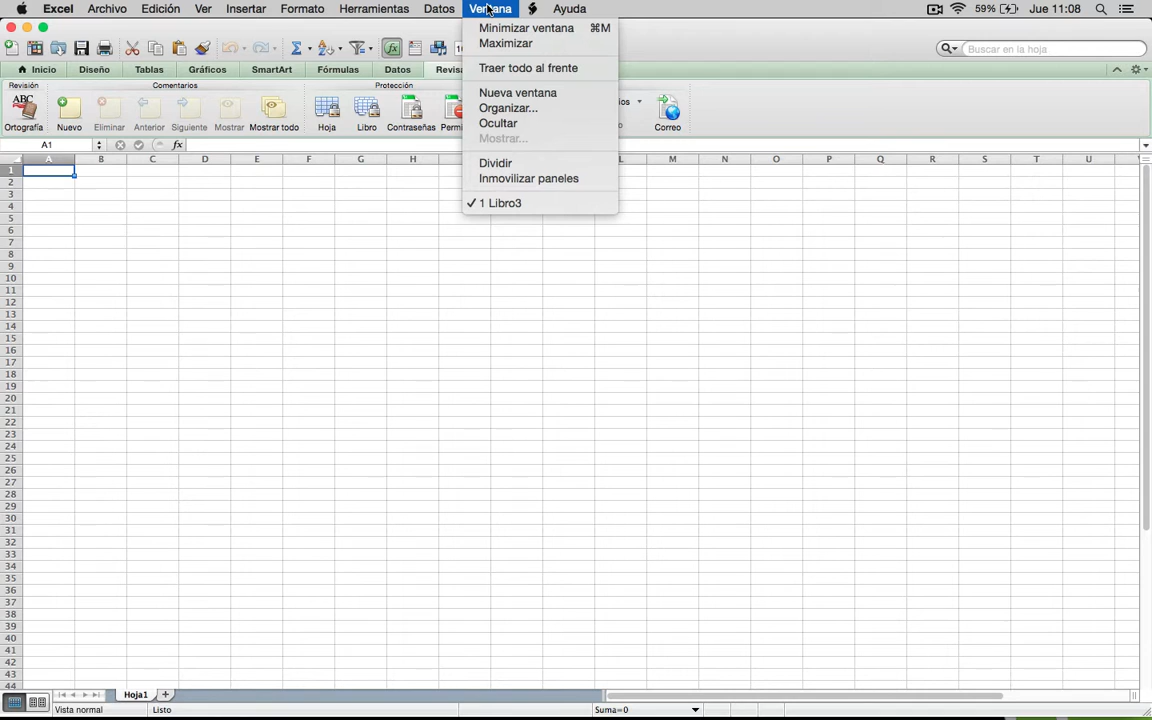 Excel Archivo Edición Ver Insertar Formato Herramientas Datos Ventana Ayuda 59% Jue 11:08
Minimizar ventana ⌘M
Maximizar
Traer todo al frente
Nueva ventana
Organizar...
Ocultar
Mostrar...
Dividir
Inmovilizar paneles
✓ 1 Libro3
Buscar en la hoja
Inicio Diseño Tablas Gráficos SmartArt Fórmulas Datos
Revisión Comentarios Protección
ABC
Ortografía Nuevo Eliminar Anterior Siguiente Mostrar Mostrar todo Hoja Libro Contraseñas Correo
A1 fx
A B C D E F G H L M N O P Q R S T U
1
2
3
4
5
6
7
8
9
10
11
12
13
14
15
16
17
18
19
20
21
22
23
24
25
26
27
28
29
30
31
32
33
34
35
36
37
38
39
40
41
42
43
44
Hoja1
Vista normal Listo Suma=0